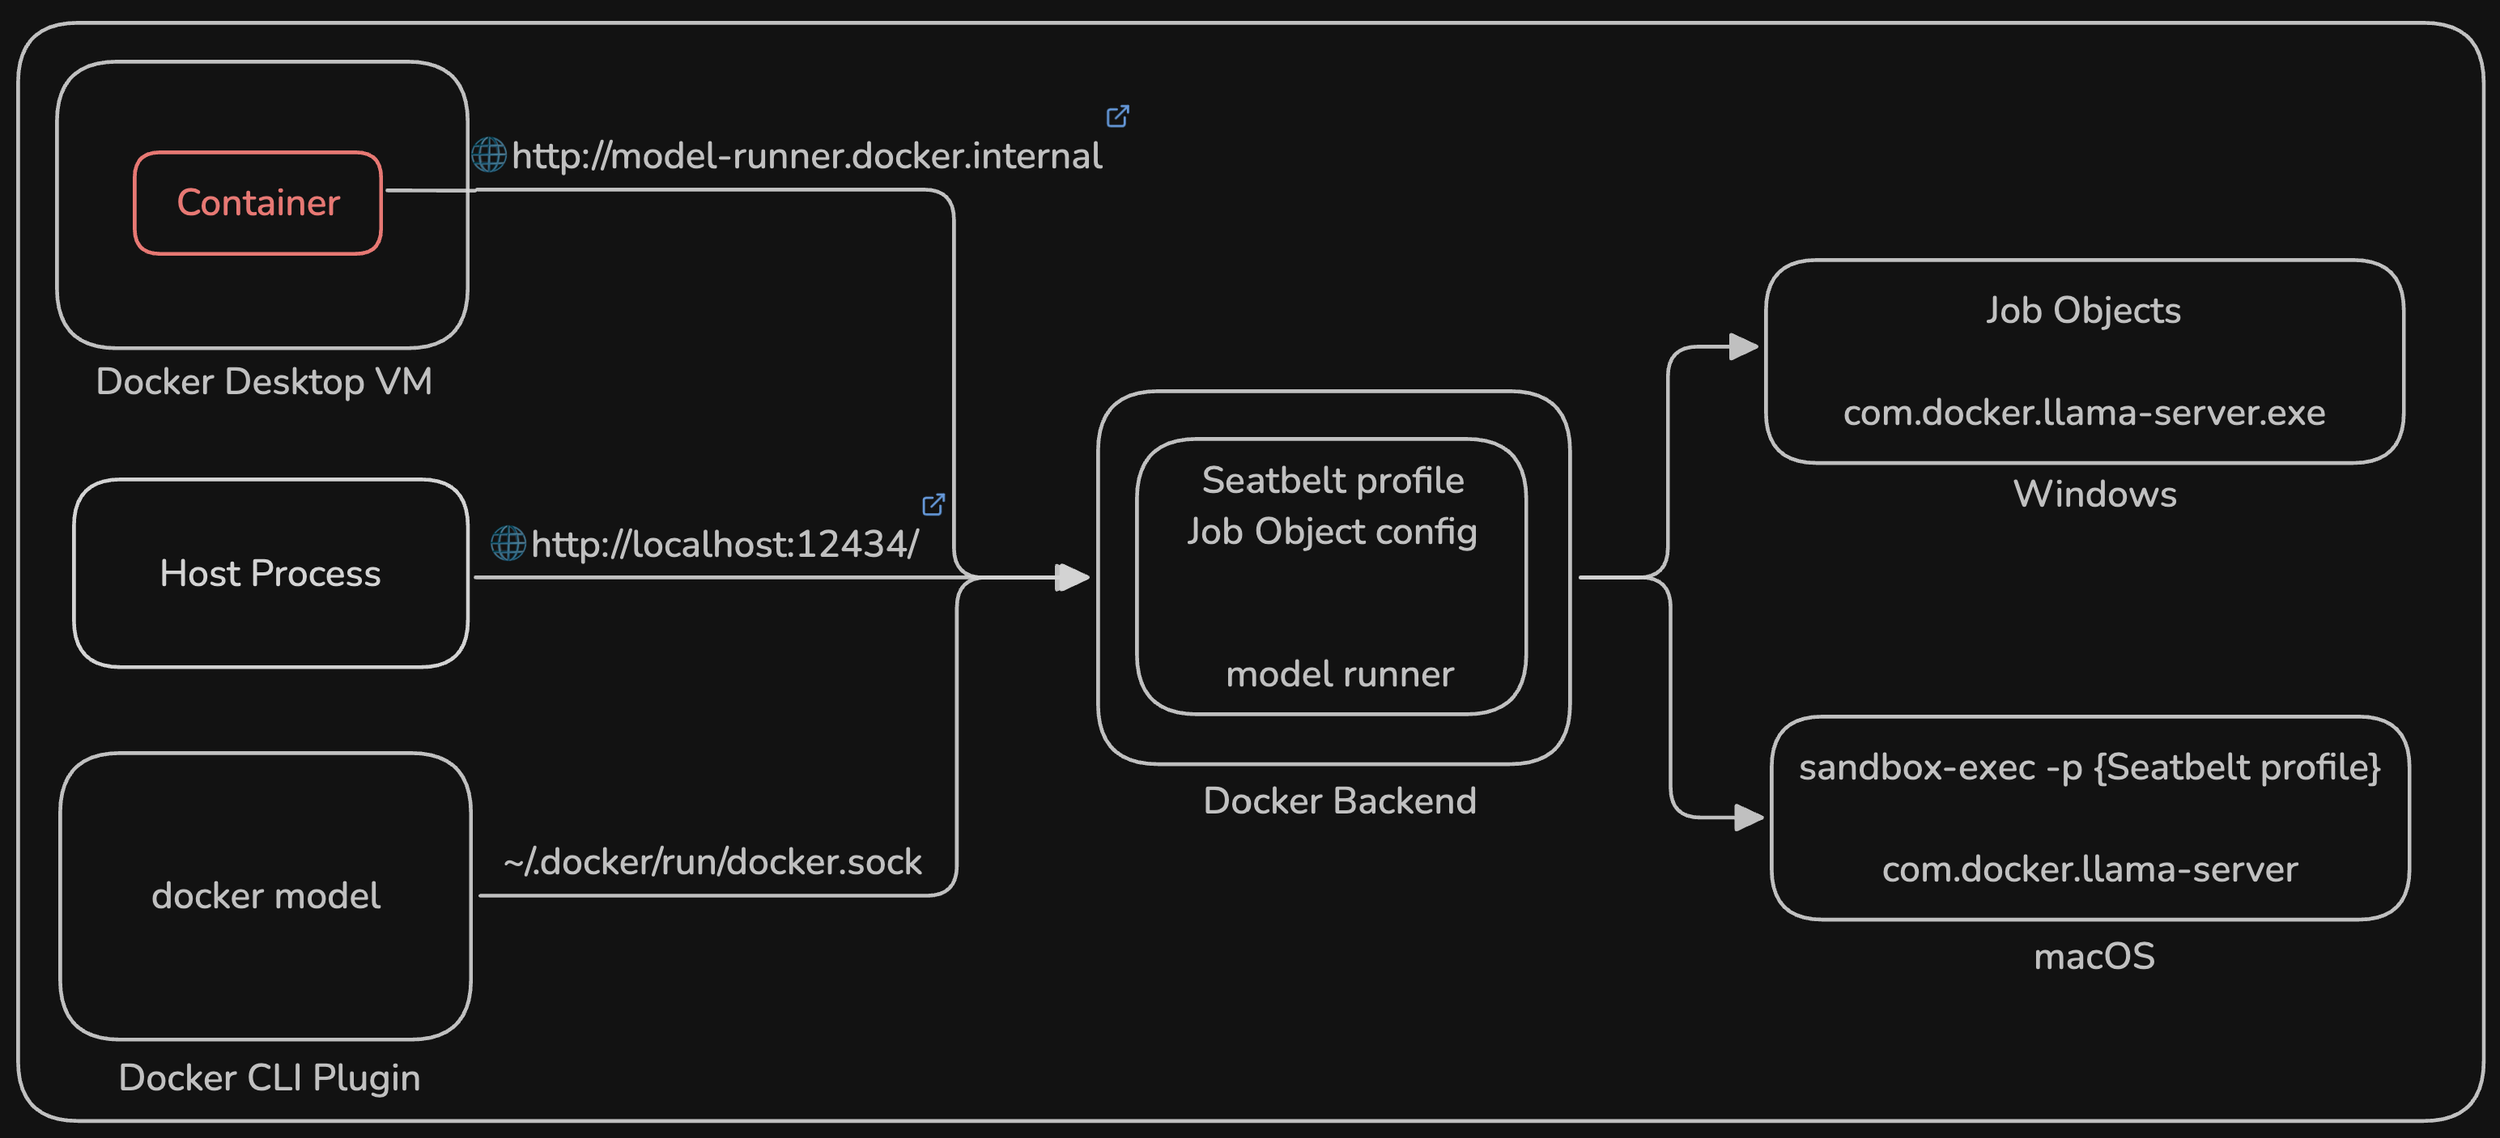 http://model-runner.docker.internal
Container
Docker Desktop VM
http://localhost:12434/
Host Process
~/.docker/run/docker.sock
docker model
Docker CLI Plugin
Seatbelt profile
Job Object config
model runner
Docker Backend
Job Objects
com.docker.llama-server.exe
Windows
sandbox-exec -p {Seatbelt profile}
com.docker.llama-server
macOS